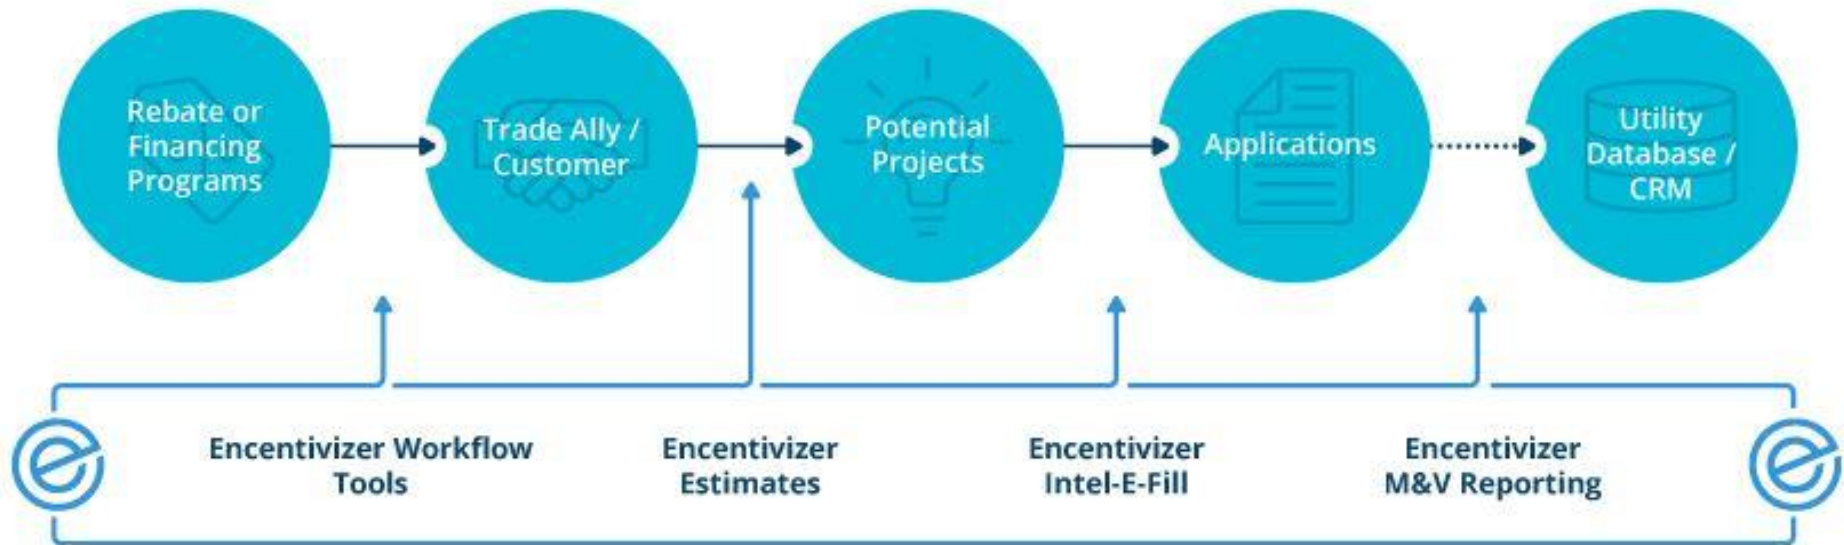 Rebate or
Financing
Programs
Trade Ally /
Customer
Potential
Projects
Applications
Utility
Database /
CRM
Encentivizer Workflow
Tools
Encentivizer
Estimates
Encentivizer
Intel-E-Fill
Encentivizer
M&V Reporting